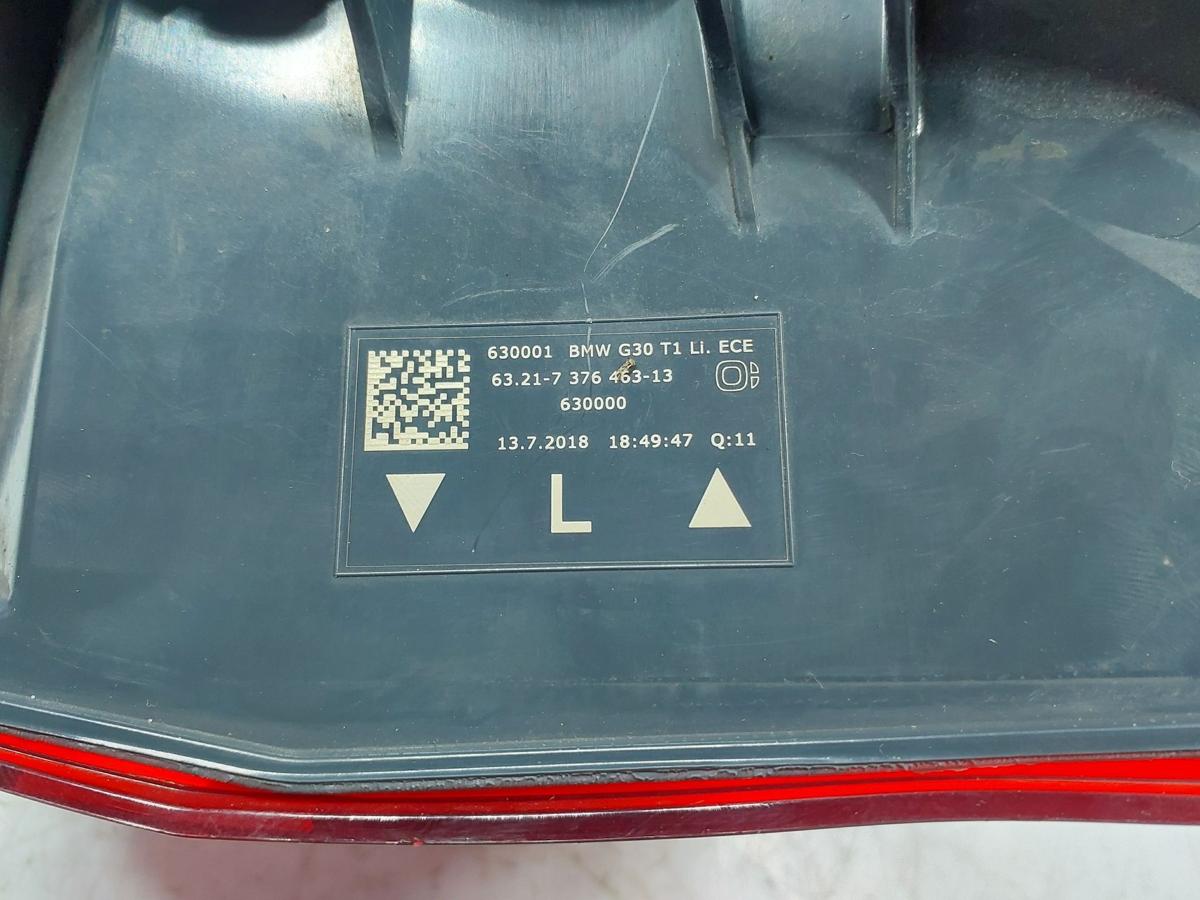 630001 BMW G30 T1 Li. ECE
63.21-7 376 463-13
630000
13.7.2018 18:49:47 Q:11
L